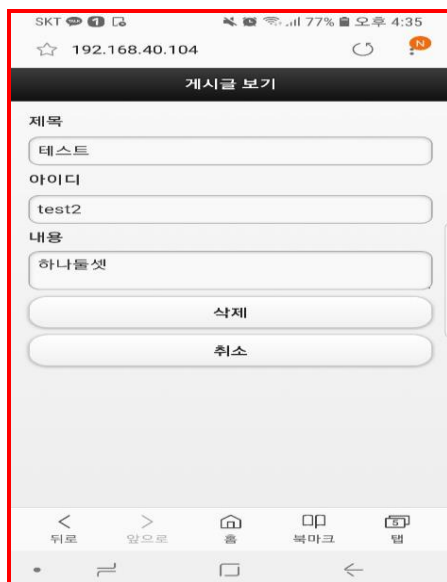 SKT 1 77% 오후 4:35
192.168.40.104 N
게시글 보기
제목
테스트
아이디
test2
내용
하나둘셋
삭제
취소
5
뒤로 앞으로 홈 북마크 탭